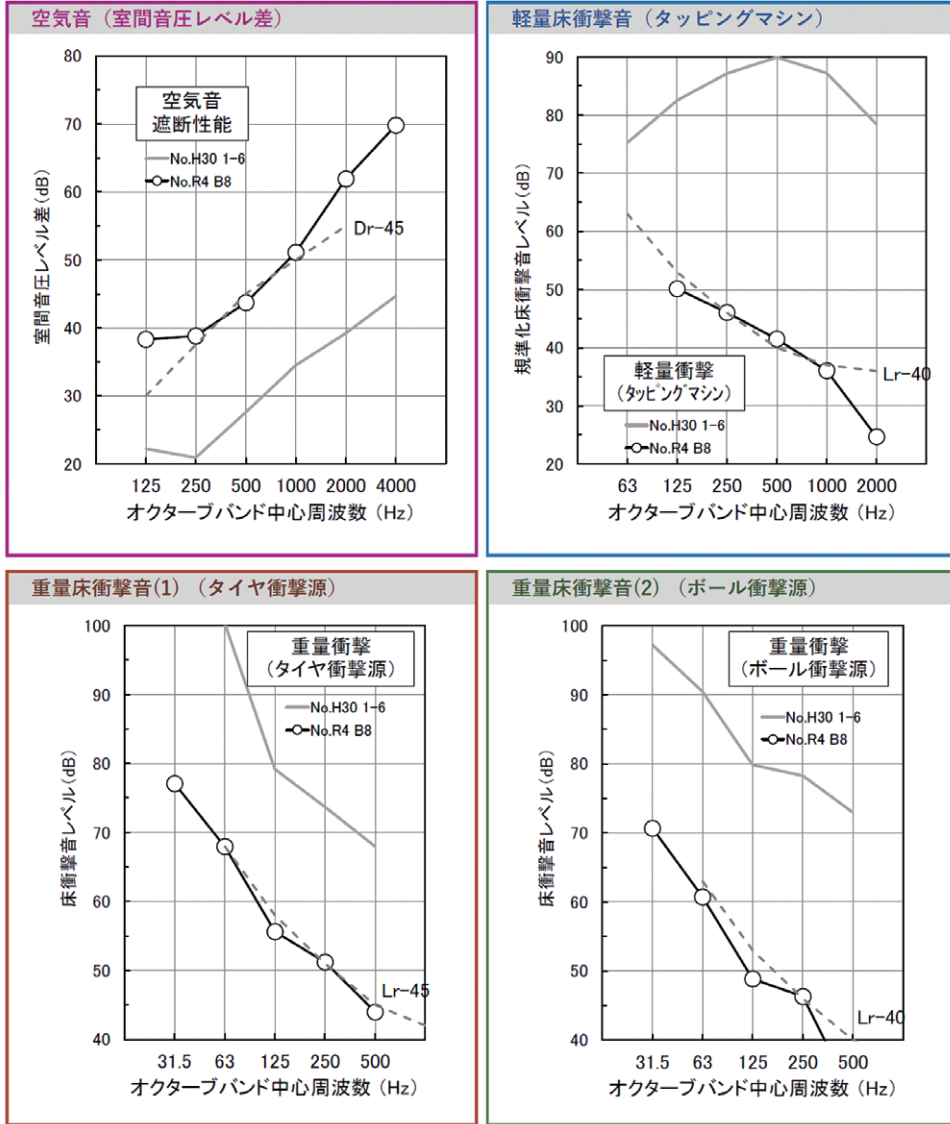 空気音（室間音圧レベル差）
80
70
60
50
40
30
20
室間音圧レベル差(dB)
空気音
遮断性能
No.H30 1-6
No.R4 B8
Dr-45
125 250 500 1000 2000 4000
オクターブバンド中心周波数（Hz）
軽量床衝撃音（タッピングマシン）
90
80
70
60
50
40
30
20
規準化床衝撃音レベル(dB)
Lr-40
軽量衝撃
(タッピングマシン)
No.H30 1-6
No.R4 B8
63 125 250 500 1000 2000
オクターブバンド中心周波数（Hz）
重量床衝撃音(1)（タイヤ衝撃源）
100
90
80
70
60
50
40
床衝撃音レベル(dB)
重量衝撃
(タイヤ衝撃源)
No.H30 1-6
No.R4 B8
Lr-45
31.5 63 125 250 500
オクターブバンド中心周波数（Hz）
重量床衝撃音(2)（ボール衝撃源）
100
90
80
70
60
50
40
床衝撃音レベル(dB)
重量衝撃
(ボール衝撃源)
No.H30 1-6
No.R4 B8
Lr-40
31.5 63 125 250 500
オクターブバンド中心周波数（Hz）